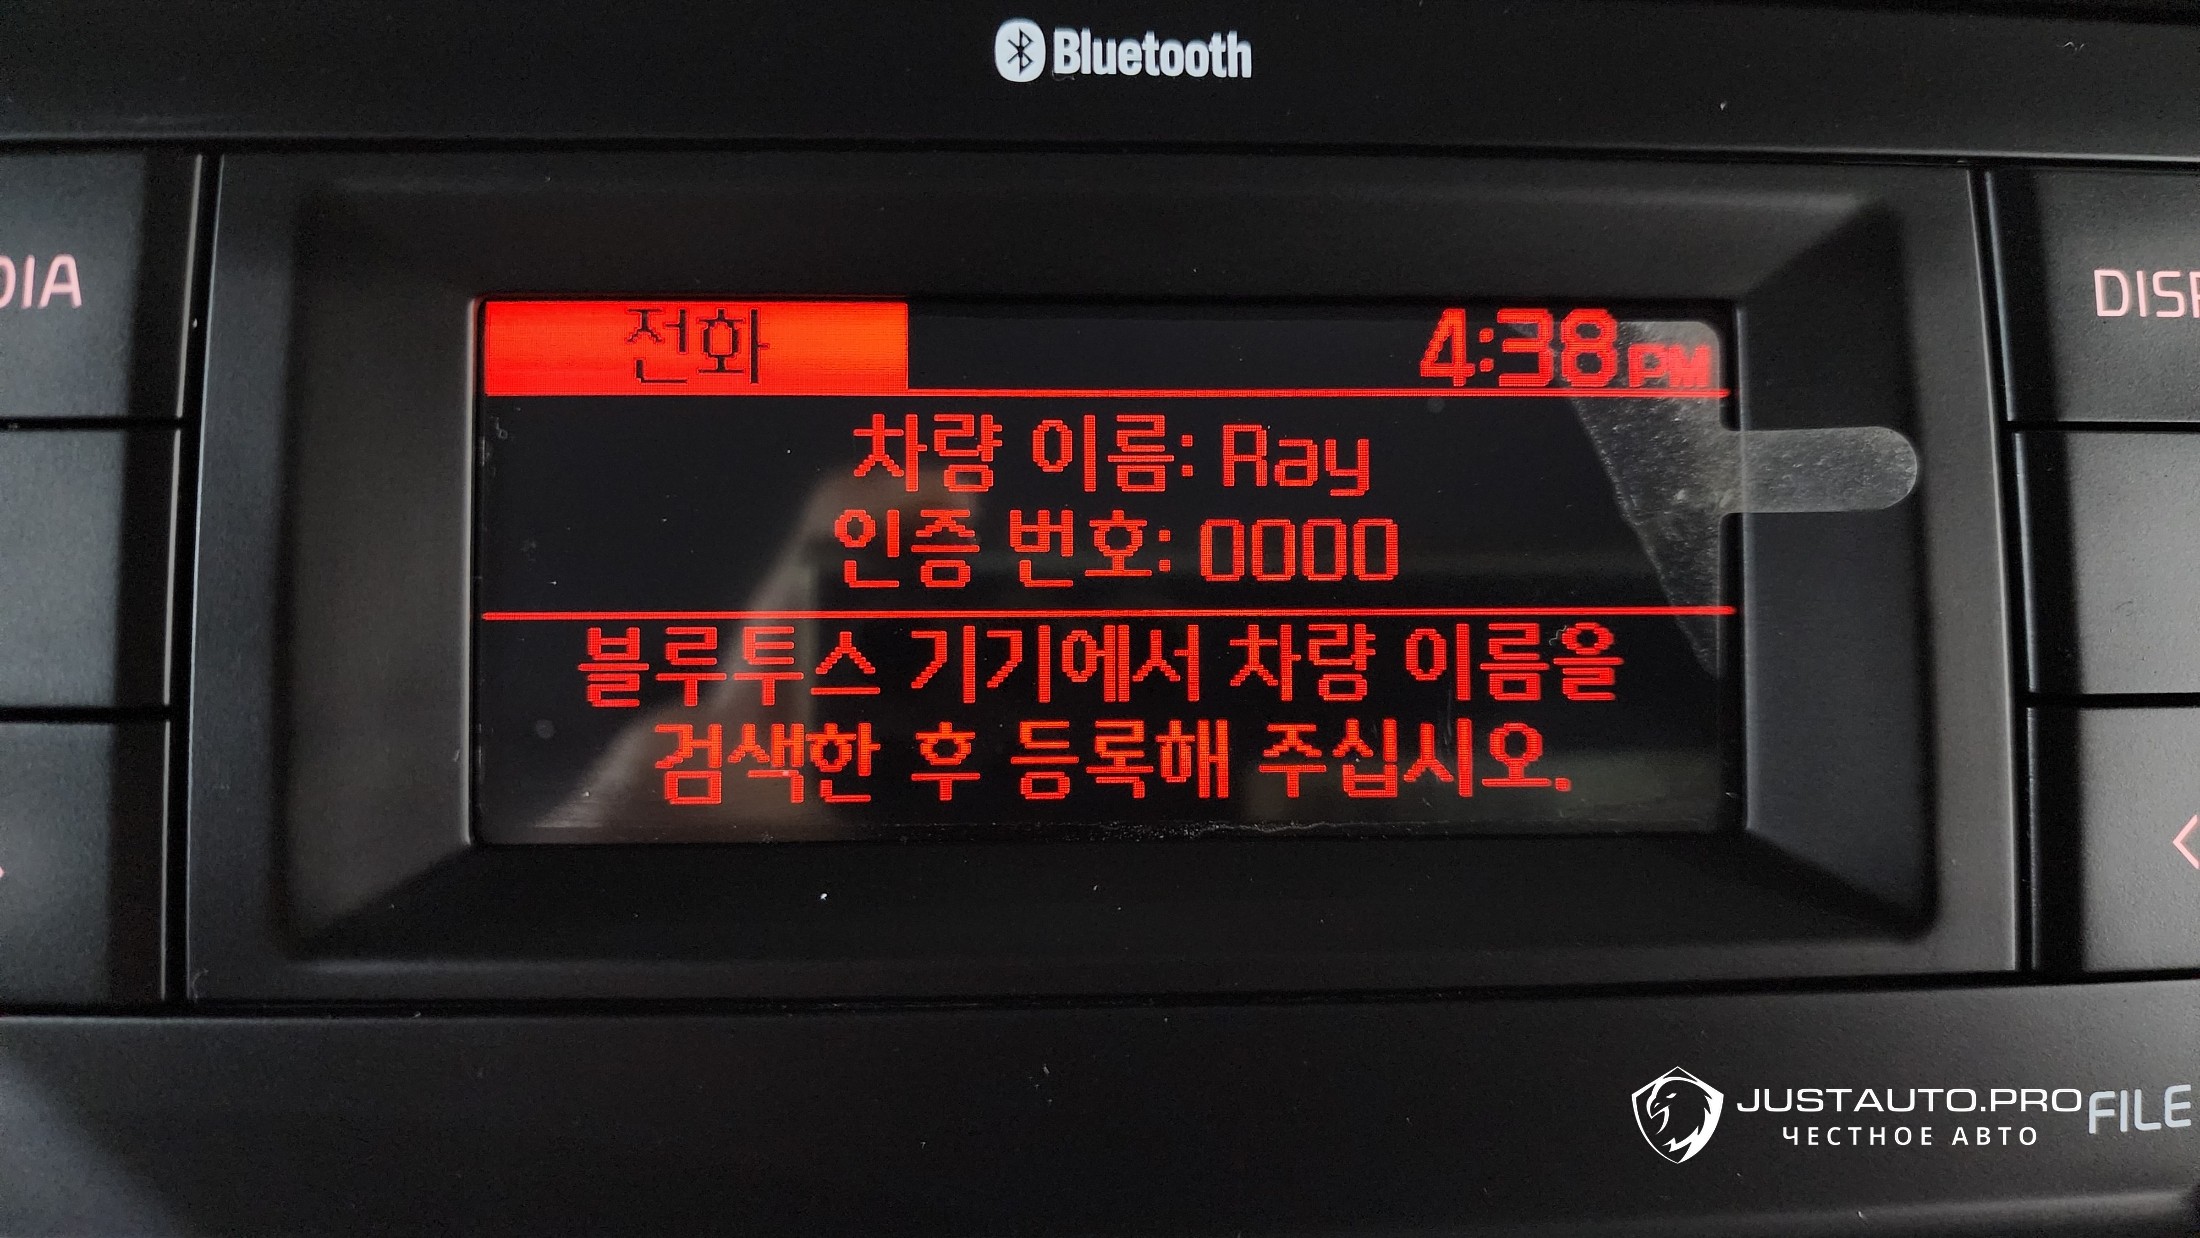 Bluetooth
DIA
DISP
전화
4:38 PM
차량 이름: Ray
인증 번호: 0000
블루투스 기기에서 차량 이름을
검색한 후 등록해 주십시오.
JUSTAUTO.PRO
ЧЕСТНОЕ АВТО
FILE